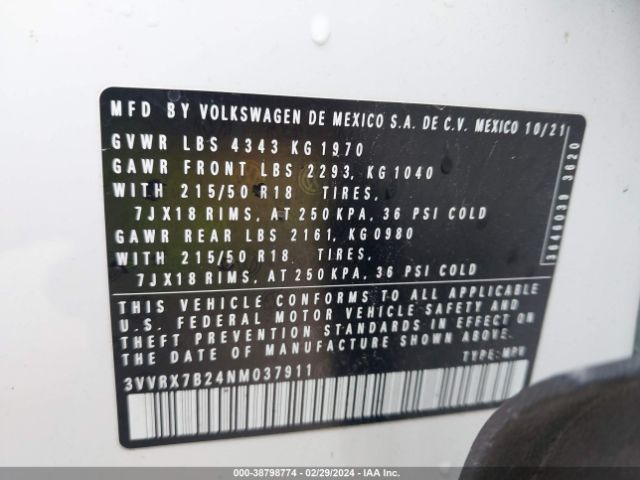 MFD BY VOLKSWAGEN DE MEXICO S.A. DE C.V. MEXICO 10/21
GVWR LBS 4343 KG 1970
GAWR FRONT LBS 2293, KG 1040
WITH 215/50 R18 TIRES,
7JX18 RIMS, AT 250 KPA, 36 PSI COLD
GAWR REAR LBS 2161, KG0980
WITH 215/50 R18 TIRES,
7JX18 RIMS, AT 250 KPA, 36 PSI COLD
THIS VEHICLE CONFORMS TO ALL APPLICABLE
U.S. FEDERAL MOTOR VEHICLE SAFETY AND
THEFT PREVENTION STANDARDS IN EFFECT ON
THE DATE OF MANUFACTURE SHOWN ABOVE.
3VVRX7B24NM037911 TYPE: MPV
3646039 3620
000-38798774 - 02/29/2024 - IAA Inc.